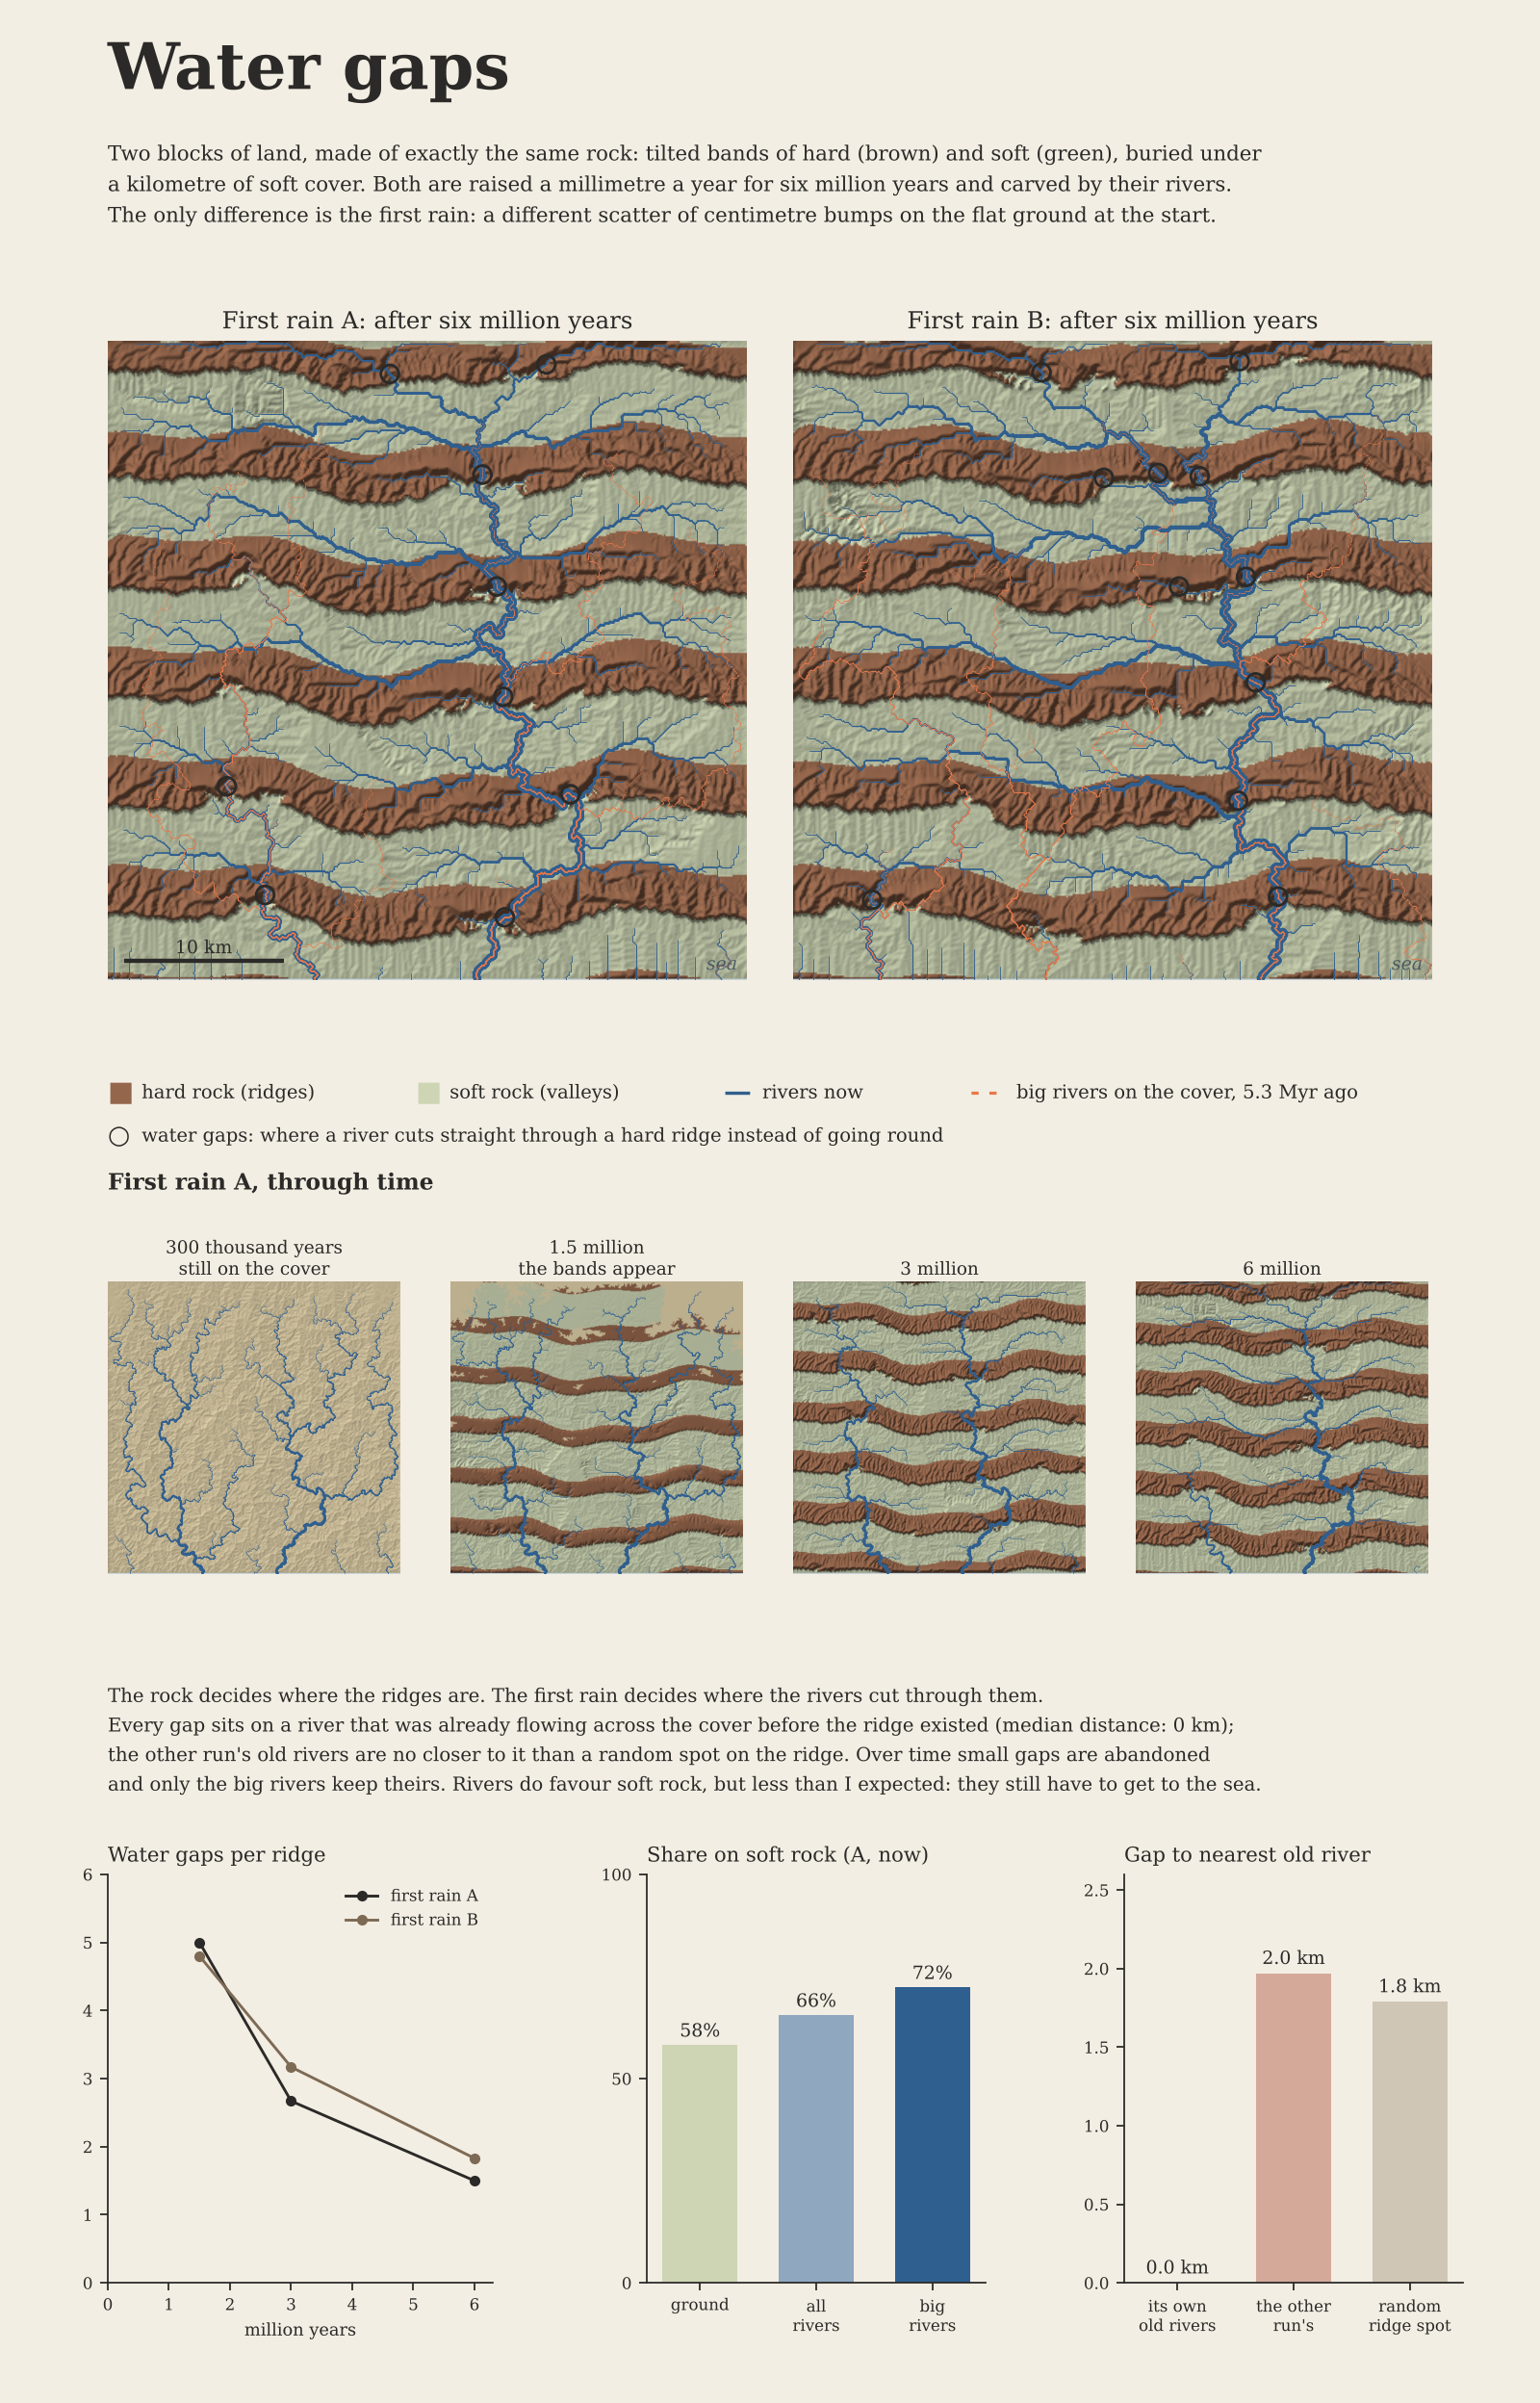 Water gaps
Two blocks of land, made of exactly the same rock: tilted bands of hard (brown) and soft (green), buried under
a kilometre of soft cover. Both are raised a millimetre a year for six million years and carved by their rivers.
The only difference is the first rain: a different scatter of centimetre bumps on the flat ground at the start.
First rain A: after six million years
First rain B: after six million years
10 km
sea
sea
hard rock (ridges)
soft rock (valleys)
rivers now
big rivers on the cover, 5.3 Myr ago
water gaps: where a river cuts straight through a hard ridge instead of going round
First rain A, through time
300 thousand years
still on the cover
1.5 million
the bands appear
3 million
6 million
The rock decides where the ridges are. The first rain decides where the rivers cut through them.
Every gap sits on a river that was already flowing across the cover before the ridge existed (median distance: 0 km);
the other run's old rivers are no closer to it than a random spot on the ridge. Over time small gaps are abandoned
and only the big rivers keep theirs. Rivers do favour soft rock, but less than I expected: they still have to get to the sea.
Water gaps per ridge
6
5
4
3
2
1
0
first rain A
first rain B
0 1 2 3 4 5 6
million years
Share on soft rock (A, now)
100
50
0
58%
66%
72%
ground
all
rivers
big
rivers
Gap to nearest old river
2.5
2.0
1.5
1.0
0.5
0.0
0.0 km
2.0 km
1.8 km
its own
old rivers
the other
run's
random
ridge spot